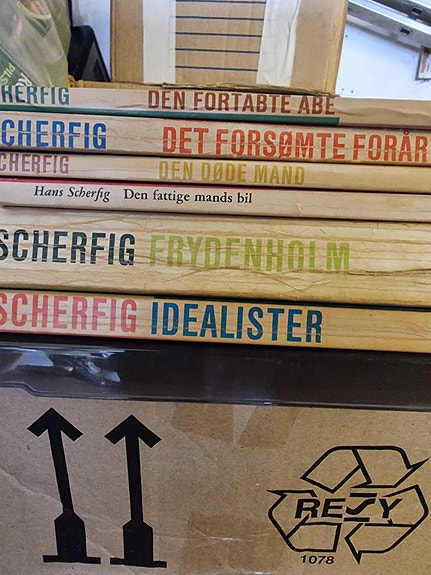 HERFIG DEN FORTABTE ABE
SCHERFIG DET FORSØMTE FORÅR
SCHERFIG DEN DØDE MAND
Hans Scherfig Den fattige mands bil
SCHERFIG FRYDENHOLM
SCHERFIG IDEALISTER
RESY
1078